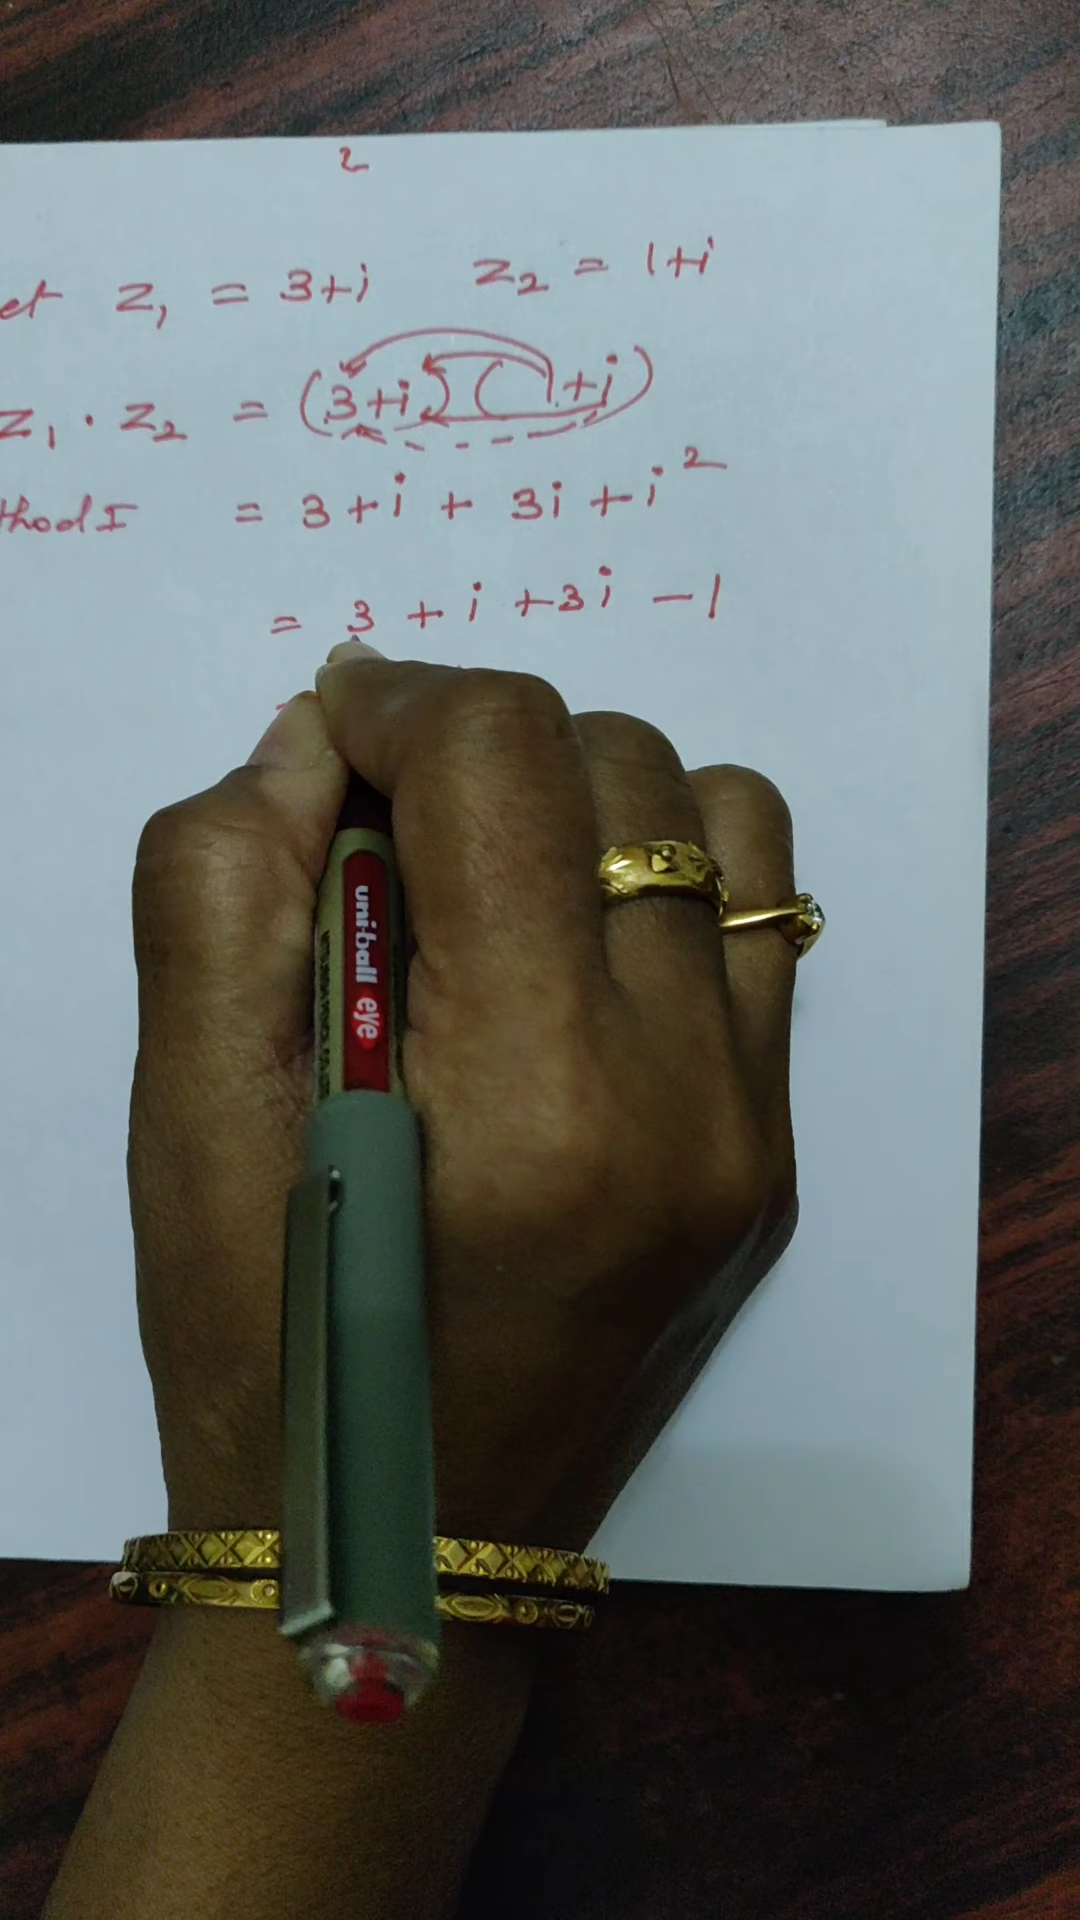 2
et z₁ = 3+i z₂ = 1+i
z₁ · z₂ = (3+i) (1+i)
thod I = 3 + i + 3i + i²
= 3 + i + 3i − 1
uni-ball eye